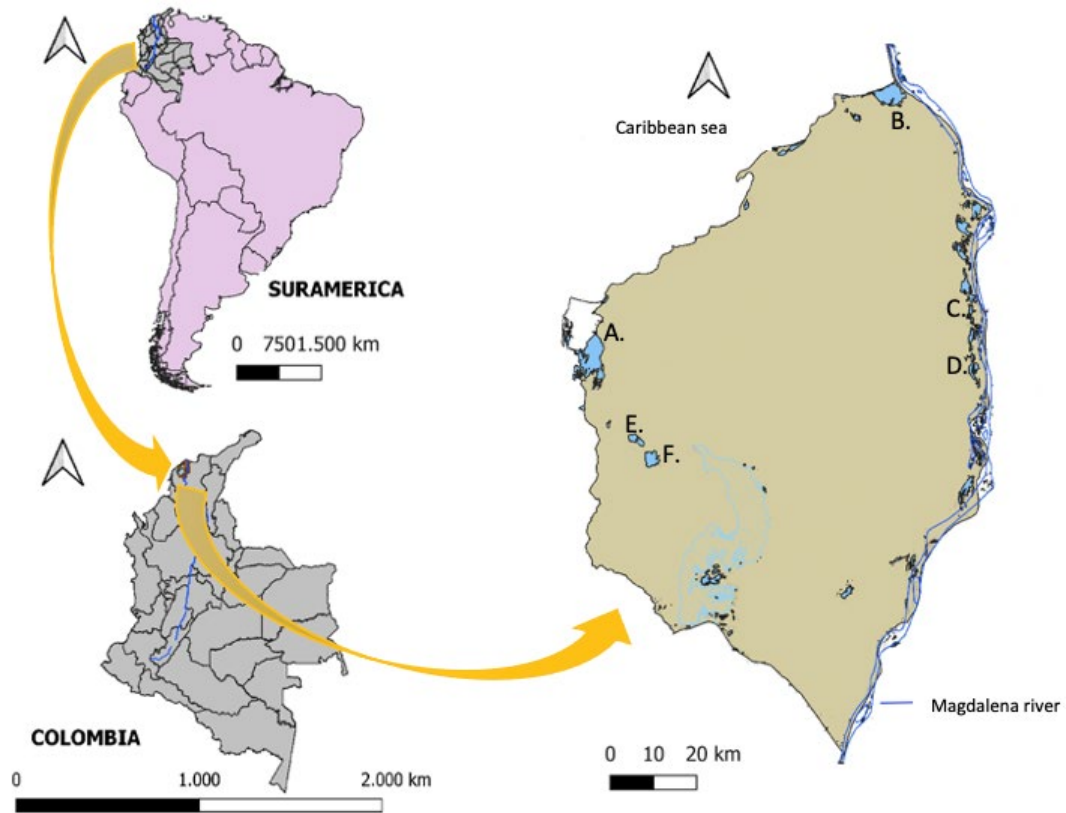 SURAMERICA
0 7501.500 km
COLOMBIA
0 1.000 2.000 km
Caribbean sea
B.
A.
C.
D.
E.
F.
Magdalena river
0 10 20 km